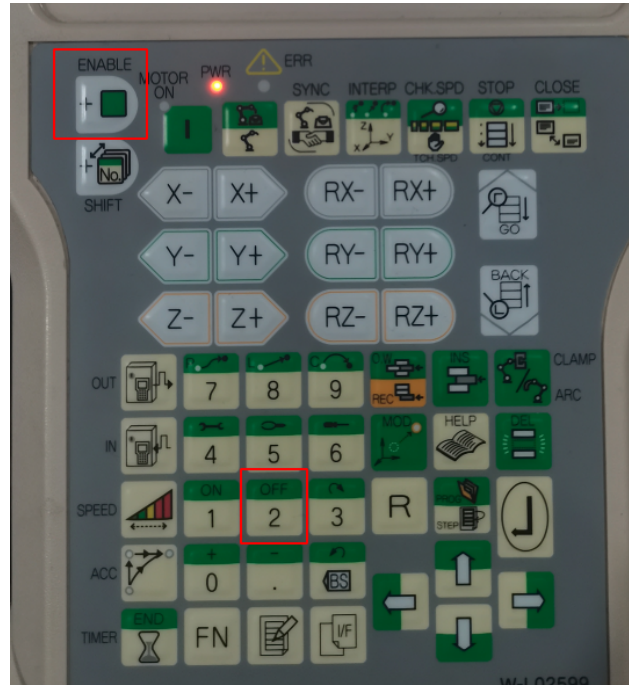 ENABLE
MOTOR ON
PWR
ERR
SYNC
INTERP
CHK.SPD
STOP
CLOSE
+
+
No.
SHIFT
I
Z
X
Y
TCH.SPD
CONT
X-
X+
RX-
RX+
GO
Y-
Y+
RY-
RY+
BACK
Z-
Z+
RZ-
RZ+
OUT
7
8
9
REC
INS
CLAMP
ARC
IN
4
5
6
MOD
HELP
DEL
SPEED
ON
1
OFF
2
3
R
PROG
STEP
ACC
+
0
-
.
BS
TIMER
END
FN
I/F
W-L02599